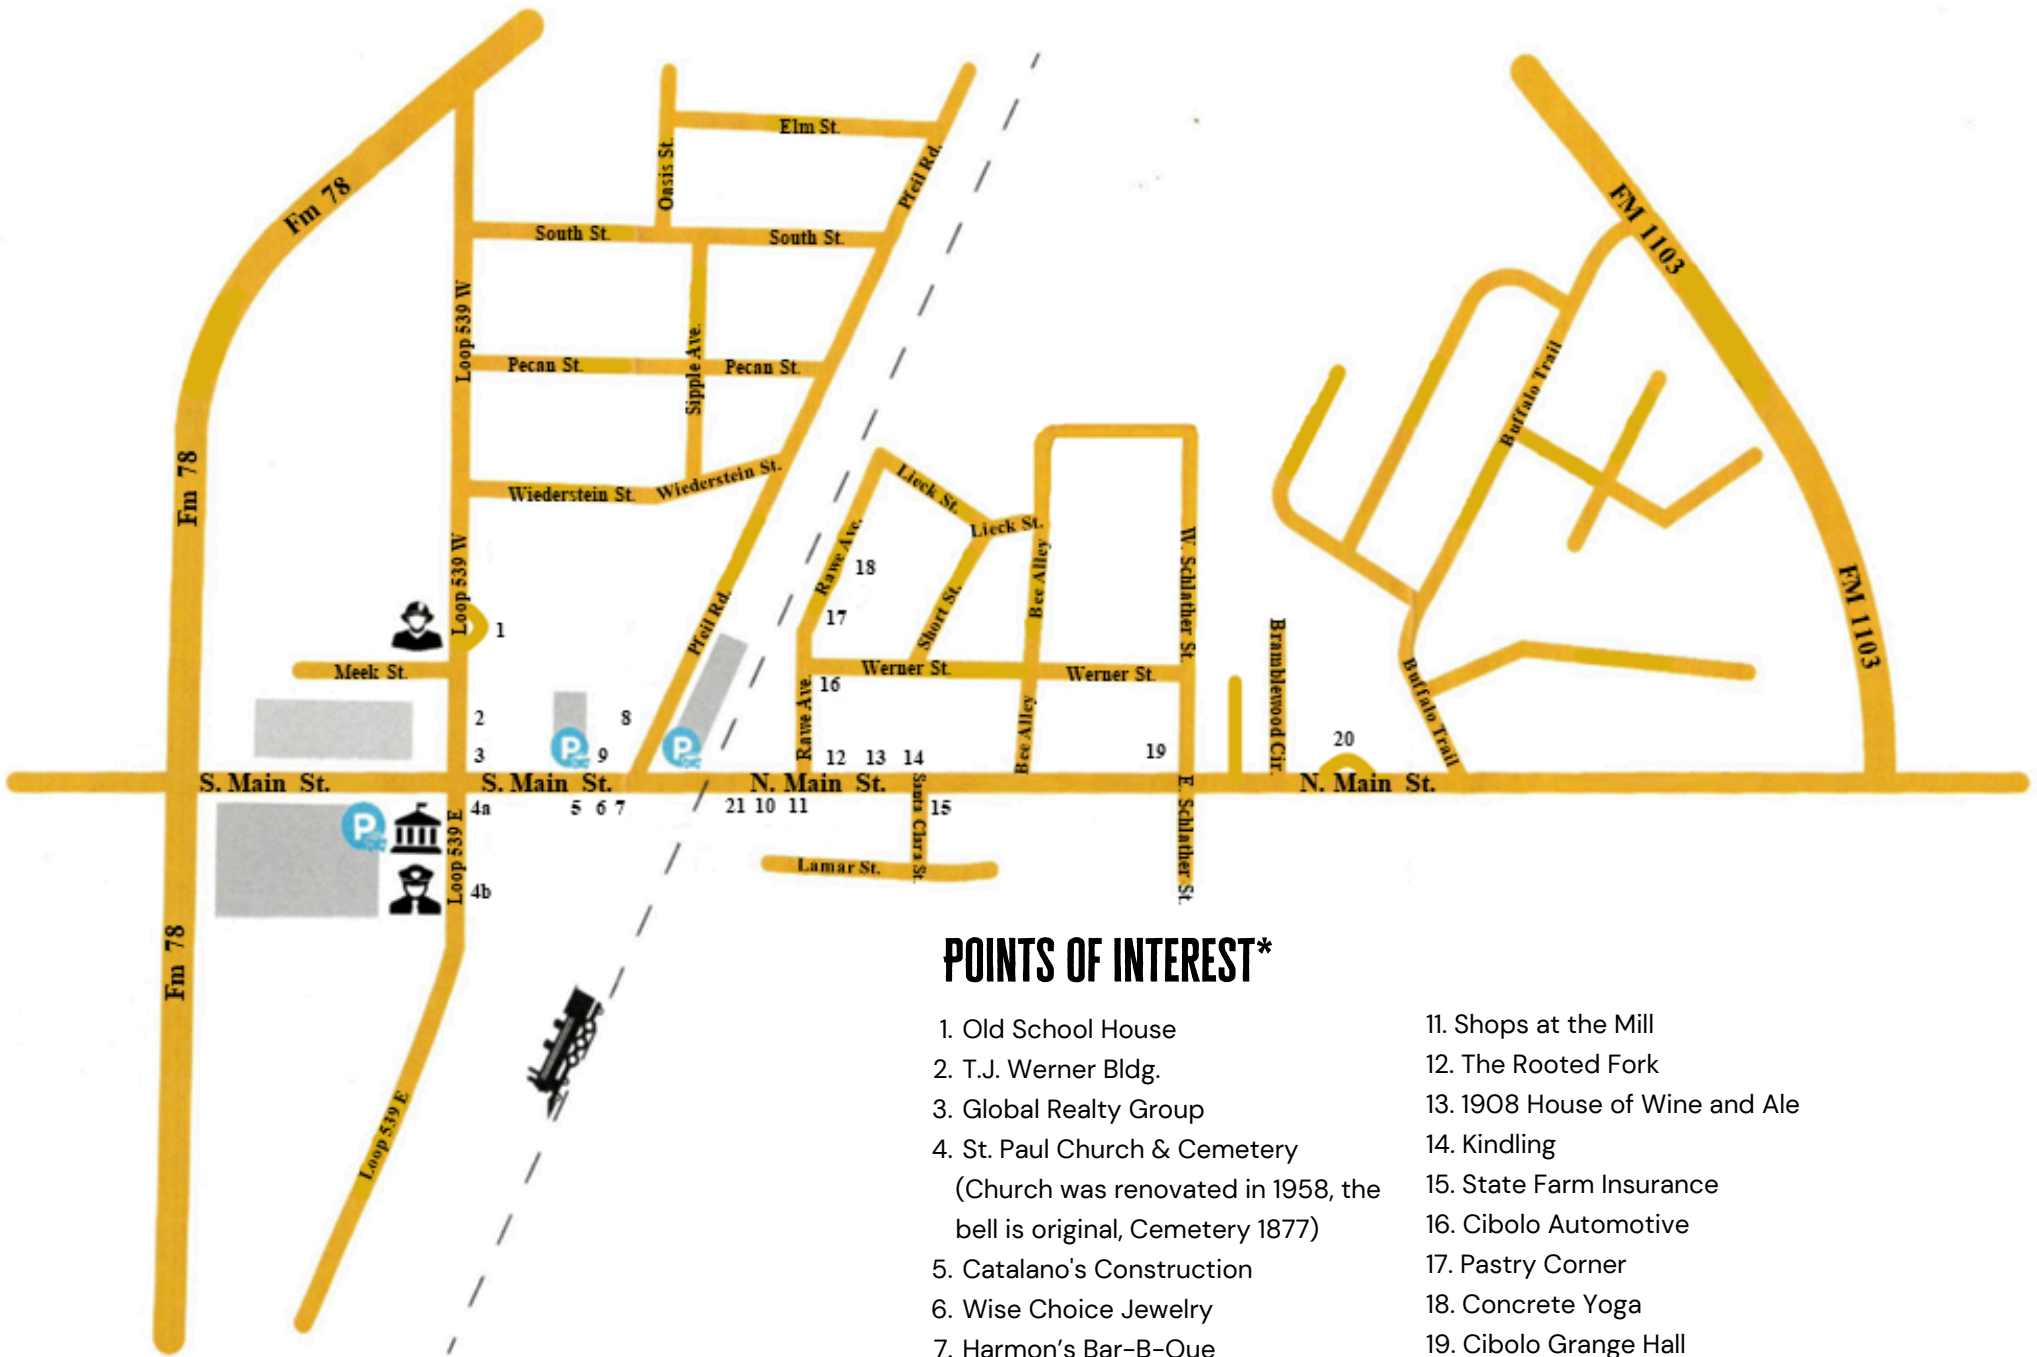 Elm St.
Oasis St.
Pfeil Rd.
Fm 78
FM 1103
South St.
South St.
Loop 539 W
Sipple Ave.
Pecan St.
Pecan St.
Buffalo Trail
Fm 78
Wiederstein St.
Wiederstein St.
Lieck St.
Lieck St.
Rawe Ave.
18
Loop 539 W
Bee Alley
W. Schlather St.
FM 1103
1
Pfeil Rd.
17
Short St.
Meek St.
Werner St.
Werner St.
Bramblewood Cir.
Buffalo Trail
16
Rawe Ave.
Bee Alley
2
8
3
P
9
P
12
13
14
19
20
S. Main St.
S. Main St.
N. Main St.
N. Main St.
4a
5
6
7
21
10
11
Santa Clara St.
15
E. Schlather St.
P
Loop 539 E
Lamar St.
4b
Fm 78
Loop 539 E
POINTS OF INTEREST*
1. Old School House
2. T.J. Werner Bldg.
3. Global Realty Group
4. St. Paul Church & Cemetery
(Church was renovated in 1958, the
bell is original, Cemetery 1877)
5. Catalano's Construction
6. Wise Choice Jewelry
7. Harmon's Bar-B-Que
11. Shops at the Mill
12. The Rooted Fork
13. 1908 House of Wine and Ale
14. Kindling
15. State Farm Insurance
16. Cibolo Automotive
17. Pastry Corner
18. Concrete Yoga
19. Cibolo Grange Hall